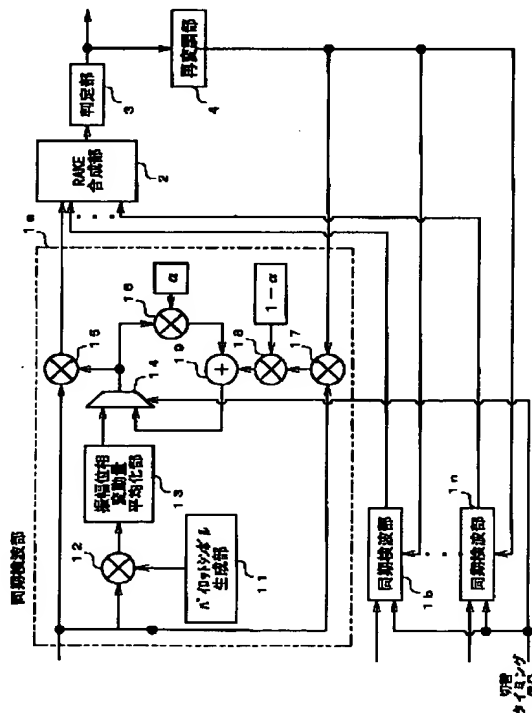 同期検波部
1a
12
振幅位相
変動量
平均化部
13
パイロットシンボル
生成部
11
15
14
16
α
19
18
1-α
17
RAKE
合成部
2
判定部
3
再変調部
4
同期検波部
1b
同期検波部
1n
切替
タイミング